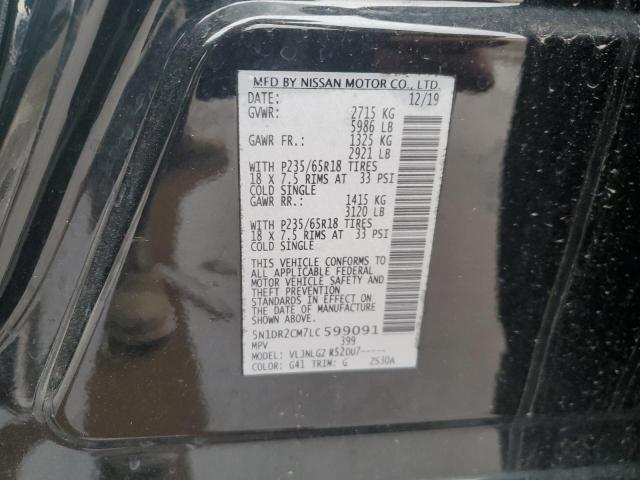 MFD BY NISSAN MOTOR CO., LTD.
DATE: 12/19
GVWR: 2715 KG
5986 LB
GAWR FR.: 1325 KG
2921 LB
WITH P235/65R18 TIRES
18 X 7.5 RIMS AT 33 PSI
COLD SINGLE
GAWR RR.: 1415 KG
3120 LB
WITH P235/65R18 TIRES
18 X 7.5 RIMS AT 33 PSI
COLD SINGLE
THIS VEHICLE CONFORMS TO
ALL APPLICABLE FEDERAL
MOTOR VEHICLE SAFETY AND
THEFT PREVENTION
STANDARDS IN EFFECT ON
THE DATE OF MANUFACTURE
SHOWN ABOVE.
5N1DR2CM7LC599091
MPV 399
MODEL: VLJNLGZ R52DU7-----
COLOR: G41 TRIM: G 2S30A